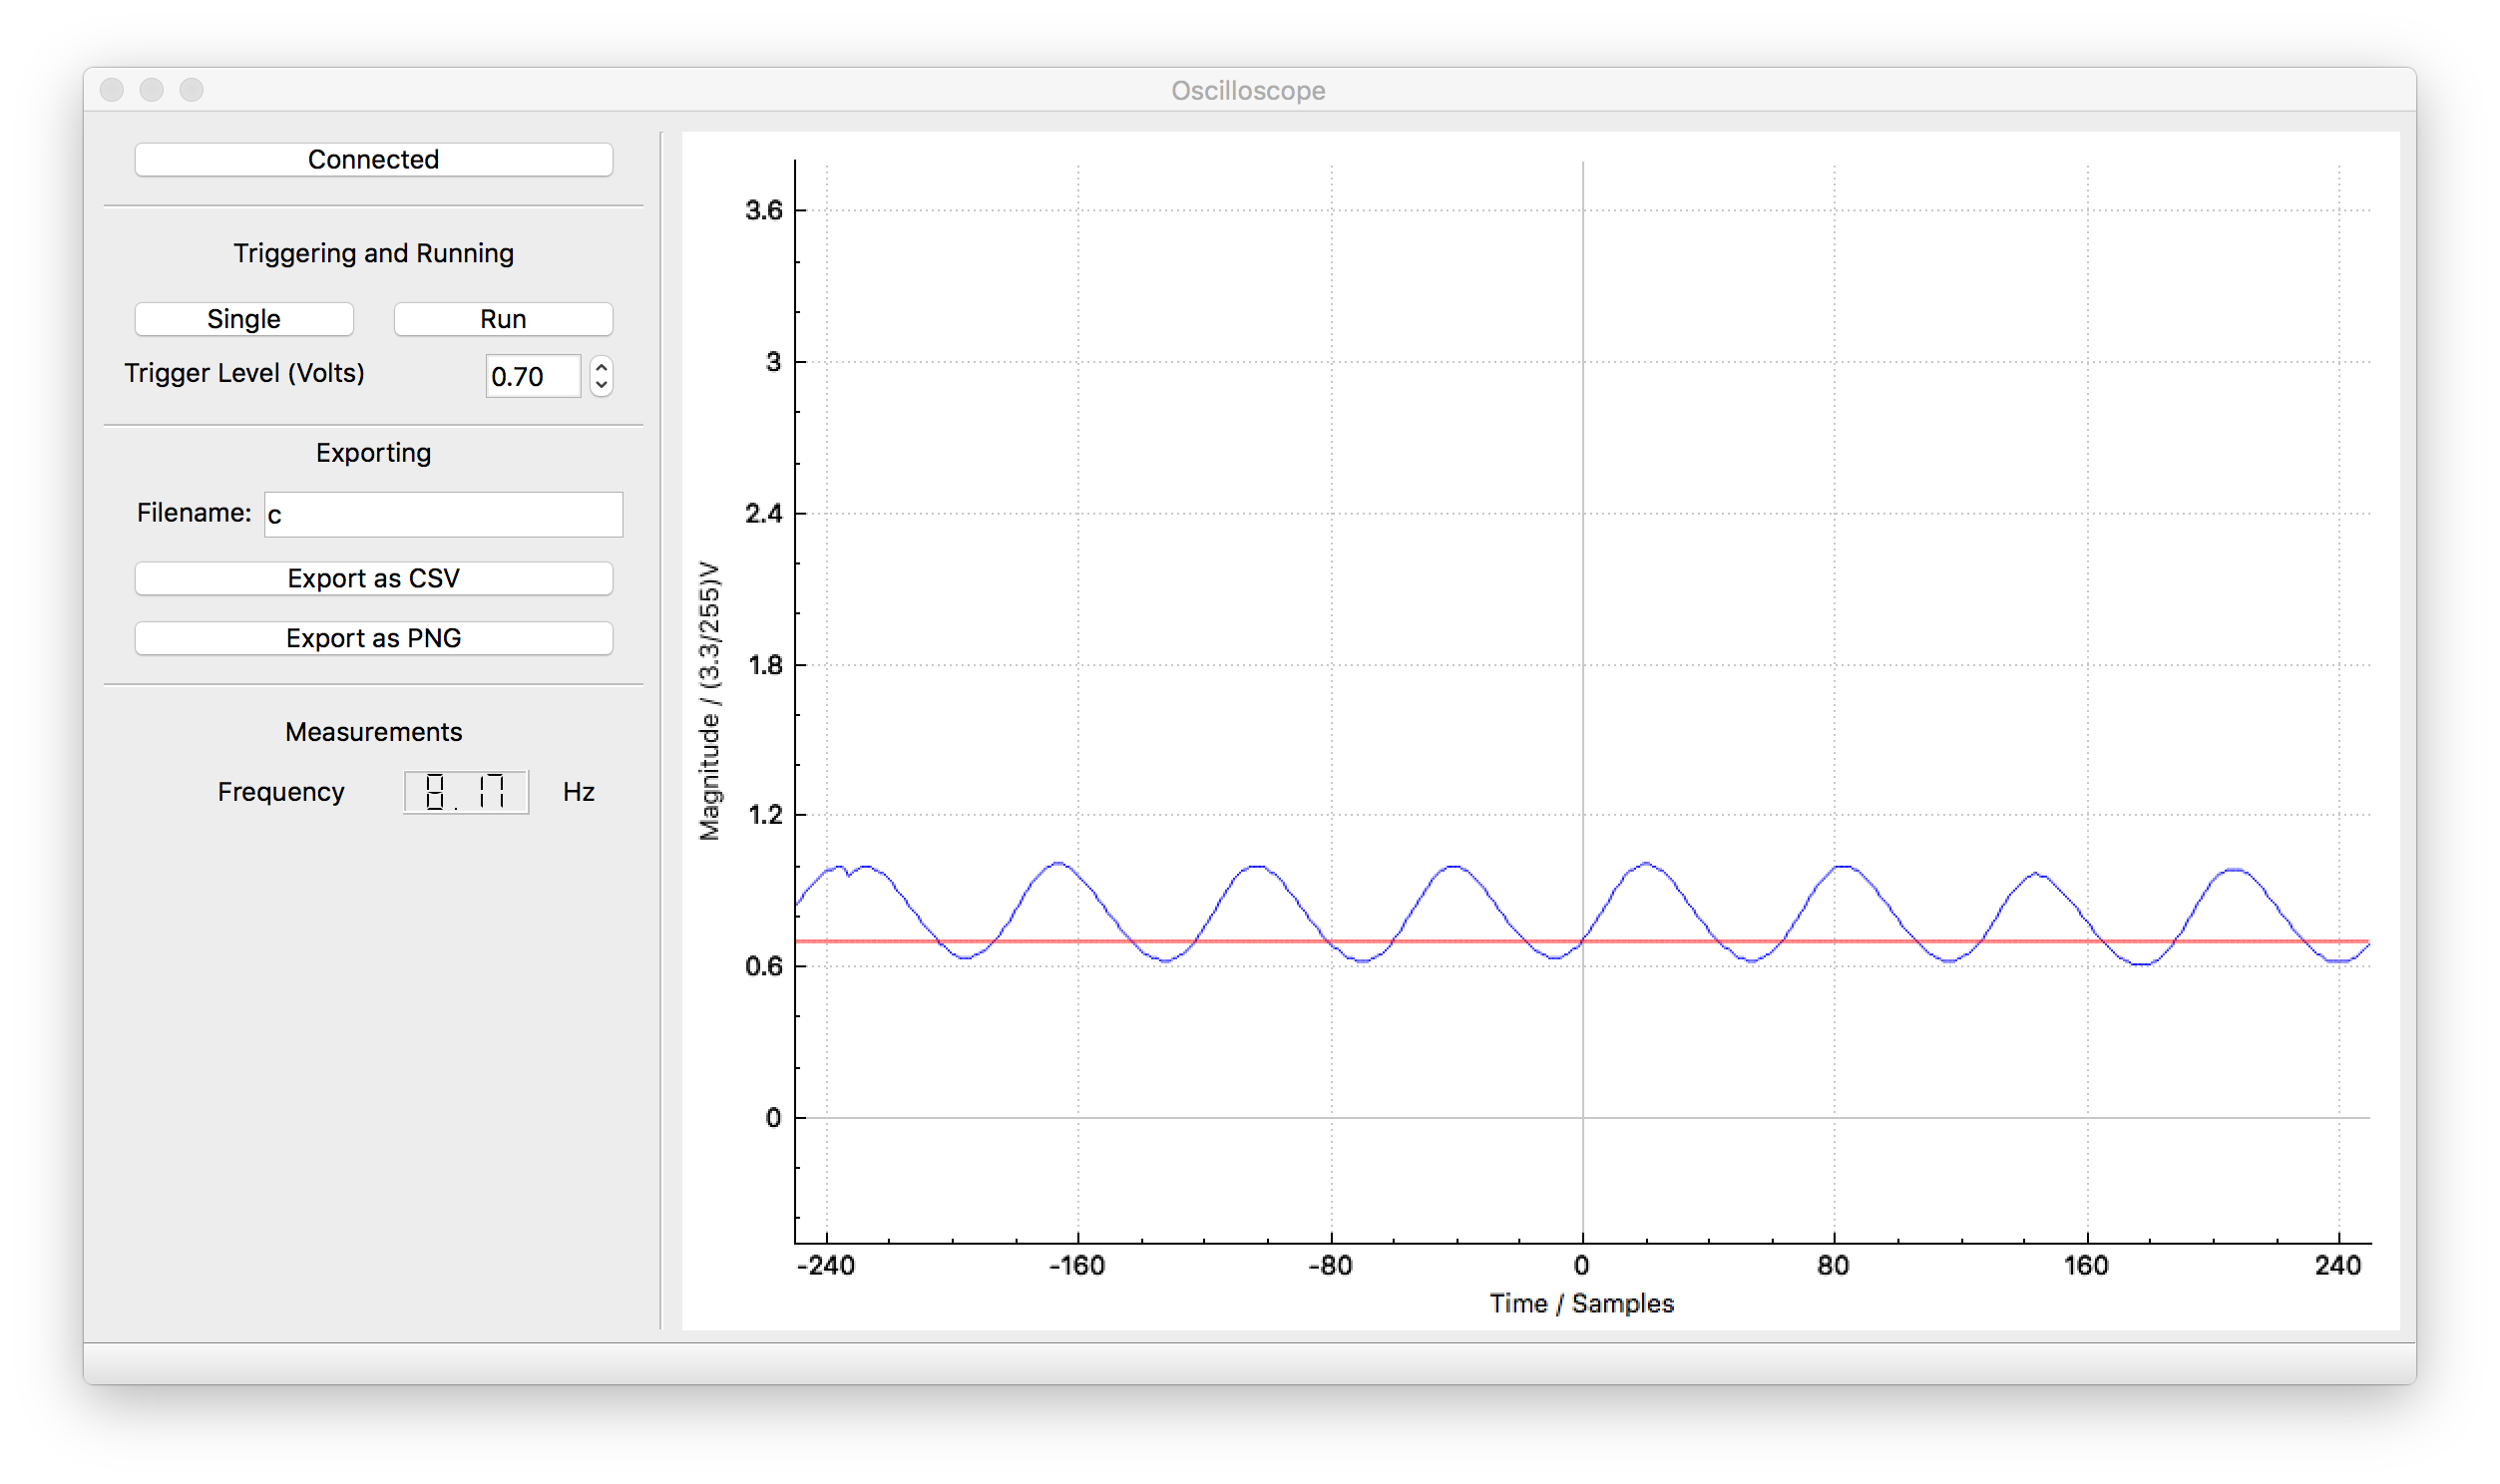 Oscilloscope
Connected
Triggering and Running
Single
Run
Trigger Level (Volts)
0.70
Exporting
Filename:
c
Export as CSV
Export as PNG
Measurements
Frequency
8.17
Hz
Magnitude / (3.3/255)V
3.6
3
2.4
1.8
1.2
0.6
0
-240
-160
-80
0
80
160
240
Time / Samples